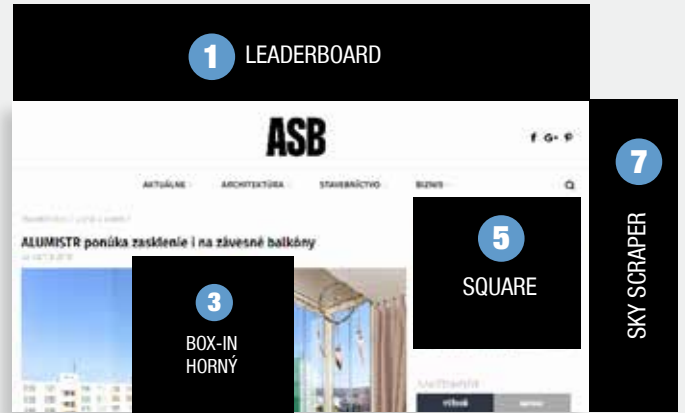 1 LEADERBOARD
ASB
f G+
AKTUÁLNE ARCHITEKTÚRA STAVEBNÍCTVO BIZNIS
ALUMISTR ponúka zasklenie i na závesné balkóny
3
BOX-IN
HORNÝ
5
SQUARE
7
SKY SCRAPER